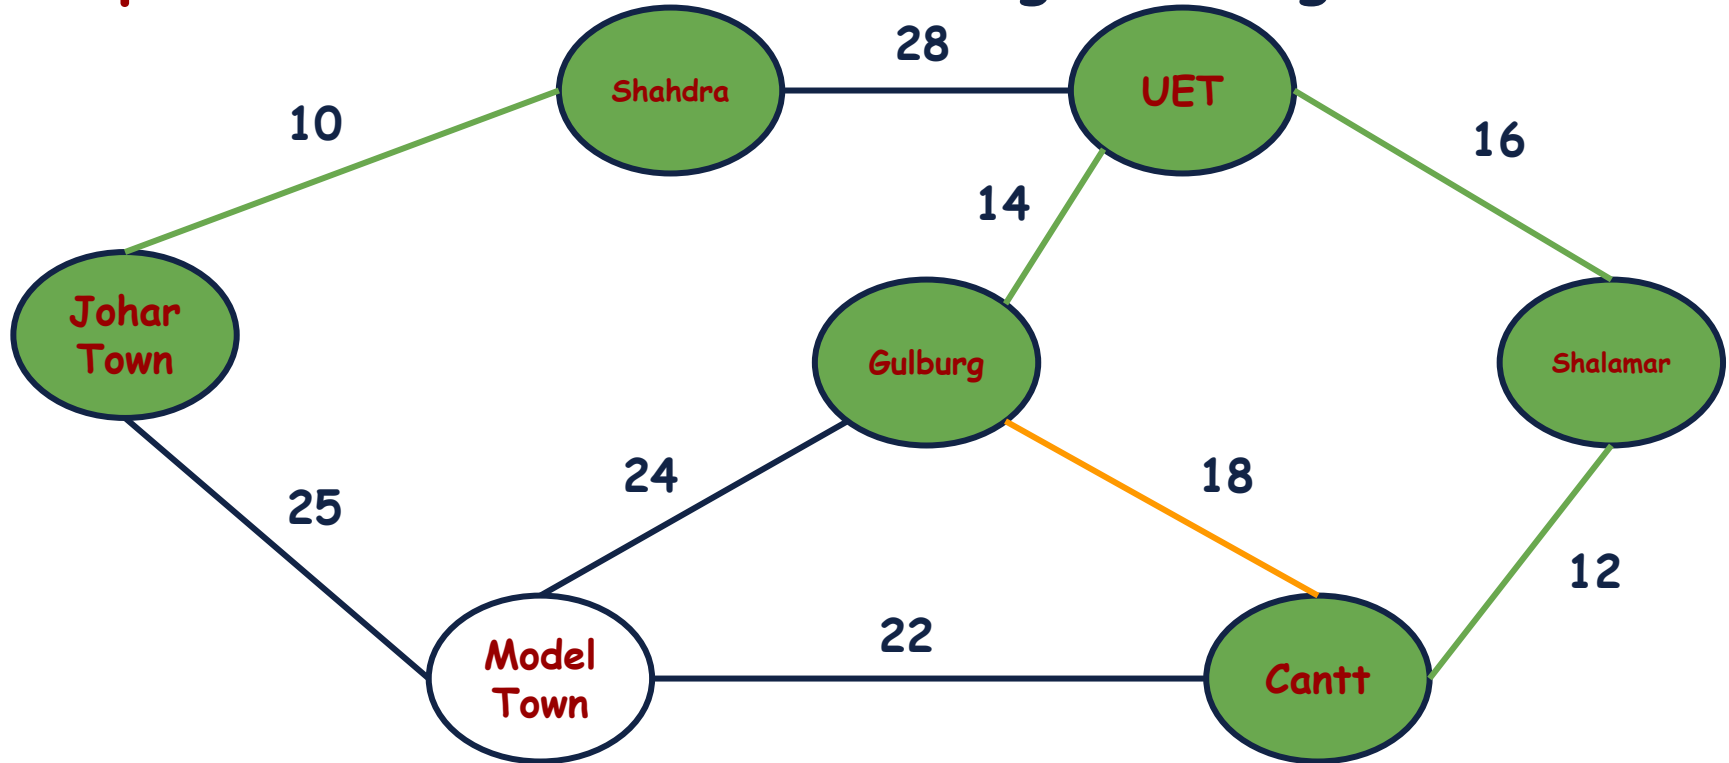 28
Shahdra
UET
10
16
14
Johar
Town
Gulburg
Shalamar
24
18
25
12
22
Model
Town
Cantt